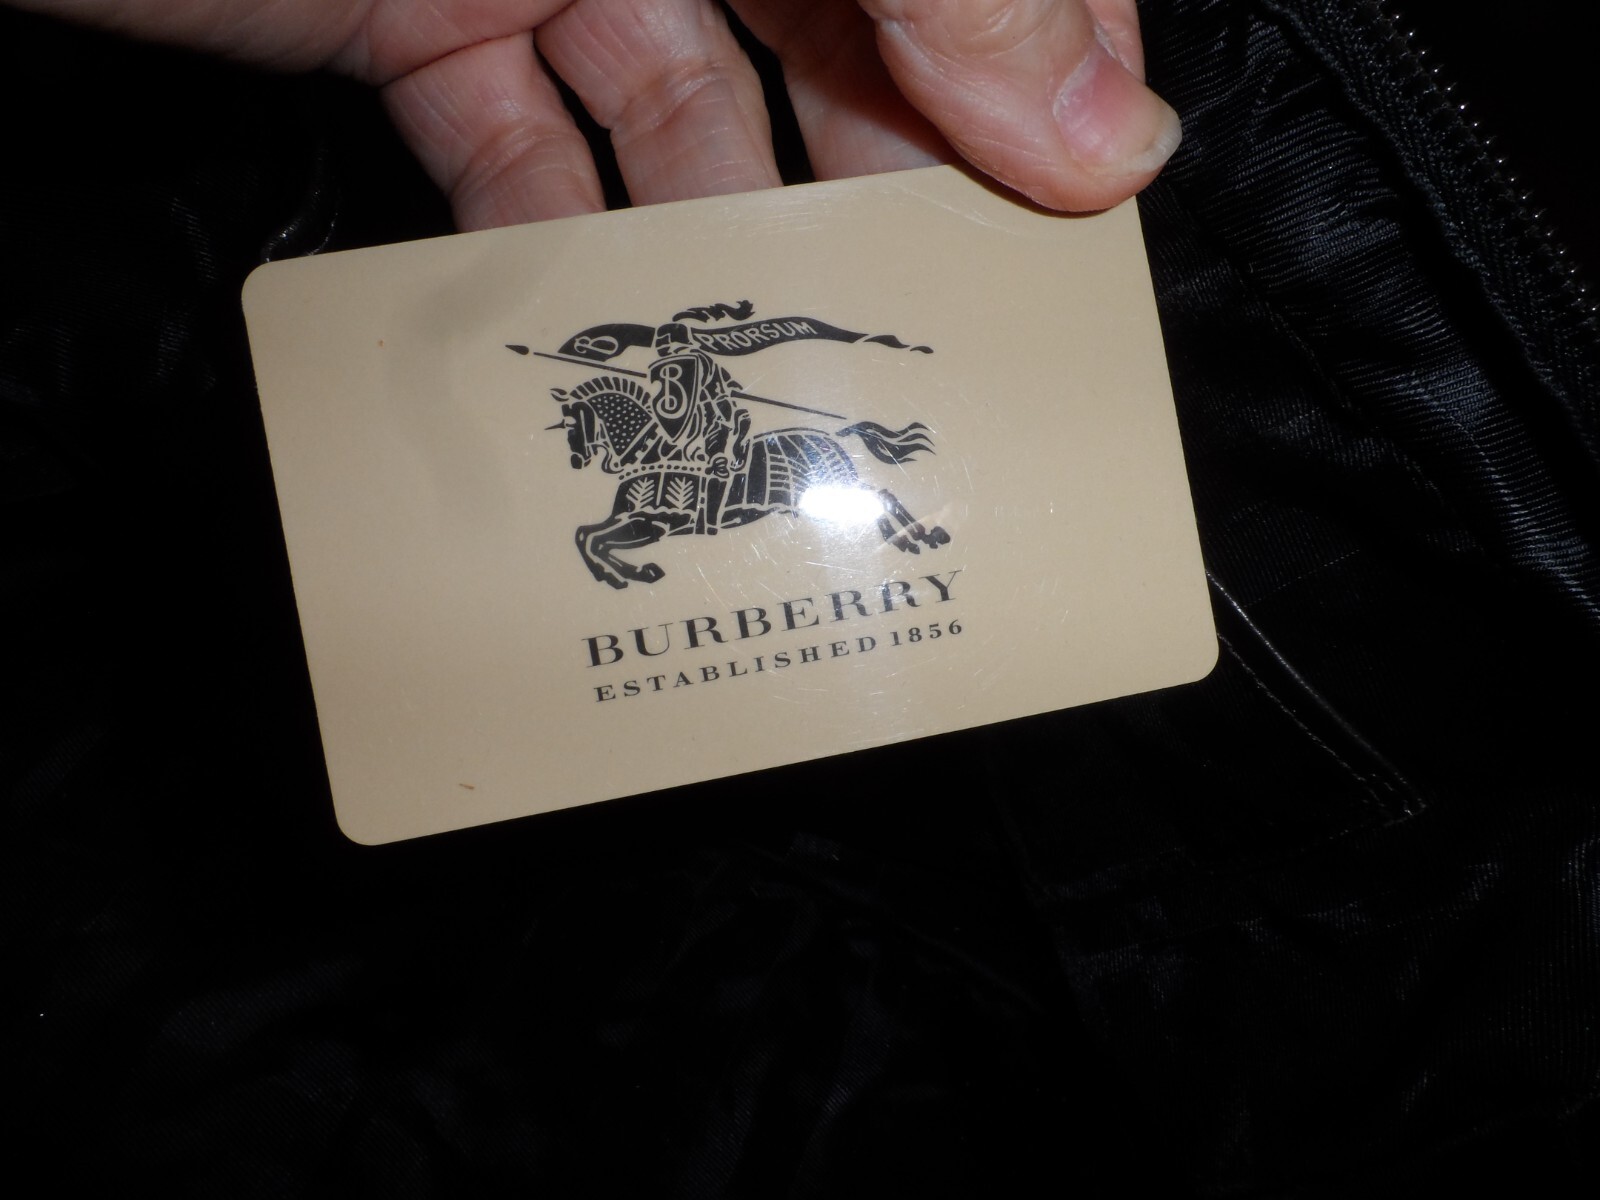 B PRORSUM
B
BURBERRY
ESTABLISHED 1856